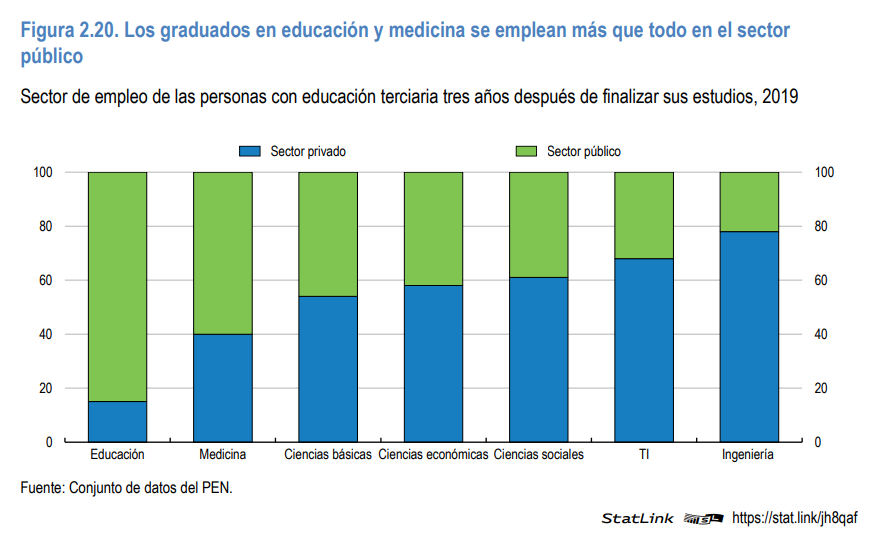 Figura 2.20. Los graduados en educación y medicina se emplean más que todo en el sector
público
Sector de empleo de las personas con educación terciaria tres años después de finalizar sus estudios, 2019
Sector privado Sector público
100 100
80 80
60 60
40 40
20 20
0 0
Educación Medicina Ciencias básicas Ciencias económicas Ciencias sociales TI Ingeniería
Fuente: Conjunto de datos del PEN.
StatLink https://stat.link/jh8qaf